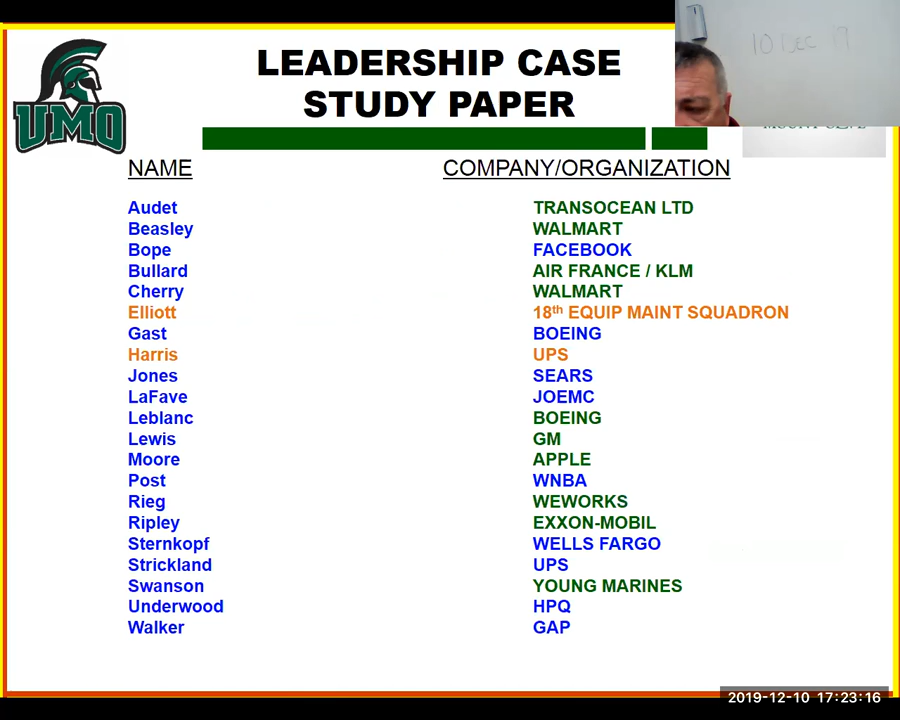 LEADERSHIP CASE
STUDY PAPER
10 Dec 19
UMO
NAME COMPANY/ORGANIZATION
Audet TRANSOCEAN LTD
Beasley WALMART
Bope FACEBOOK
Bullard AIR FRANCE / KLM
Cherry WALMART
Elliott 18th EQUIP MAINT SQUADRON
Gast BOEING
Harris UPS
Jones SEARS
LaFave JOEMC
Leblanc BOEING
Lewis GM
Moore APPLE
Post WNBA
Rieg WEWORKS
Ripley EXXON-MOBIL
Sternkopf WELLS FARGO
Strickland UPS
Swanson YOUNG MARINES
Underwood HPQ
Walker GAP
2019-12-10 17:23:16